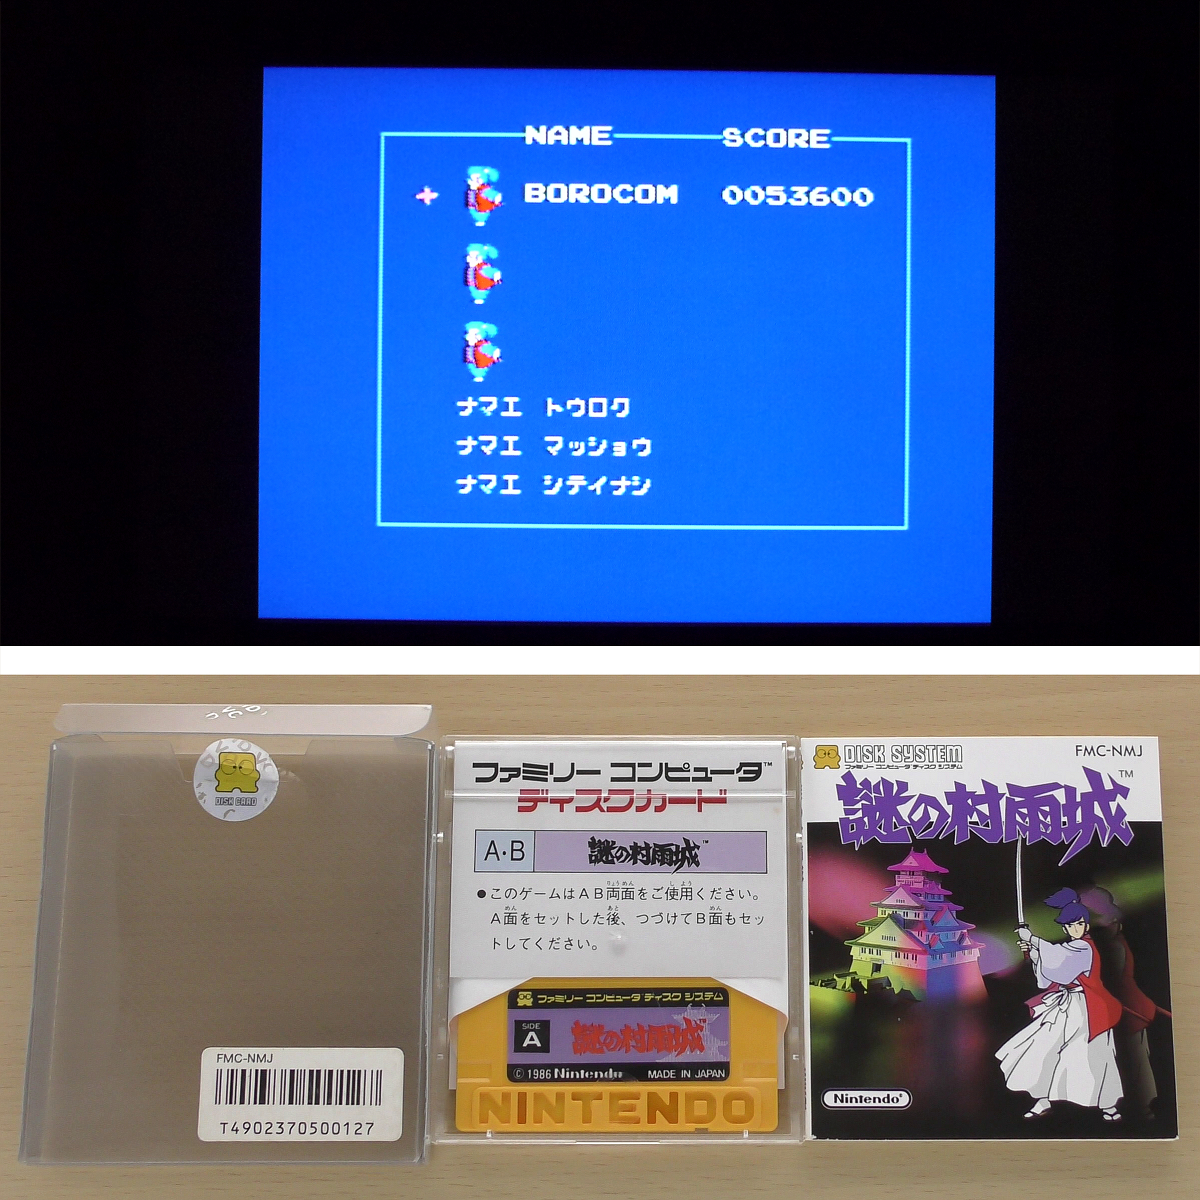 NAME SCORE
BOROCOM 0053600
ナマエ トウロク
ナマエ マッショウ
ナマエ シテイナシ
DISK CARD
FMC-NMJ
T4902370500127
ファミリー コンピュータ™
ディスクカード
A・B 謎の村雨城™
●このゲームはAB両面をご使用ください。
A面をセットした後、つづけてB面もセッ
トしてください。
ファミリー コンピュータ ディスク システム
SIDE
A
謎の村雨城™
© 1986 Nintendo MADE IN JAPAN
NINTENDO
DISK SYSTEM
ファミリー コンピュータ ディスク システム
FMC-NMJ
謎の村雨城™
Nintendo®